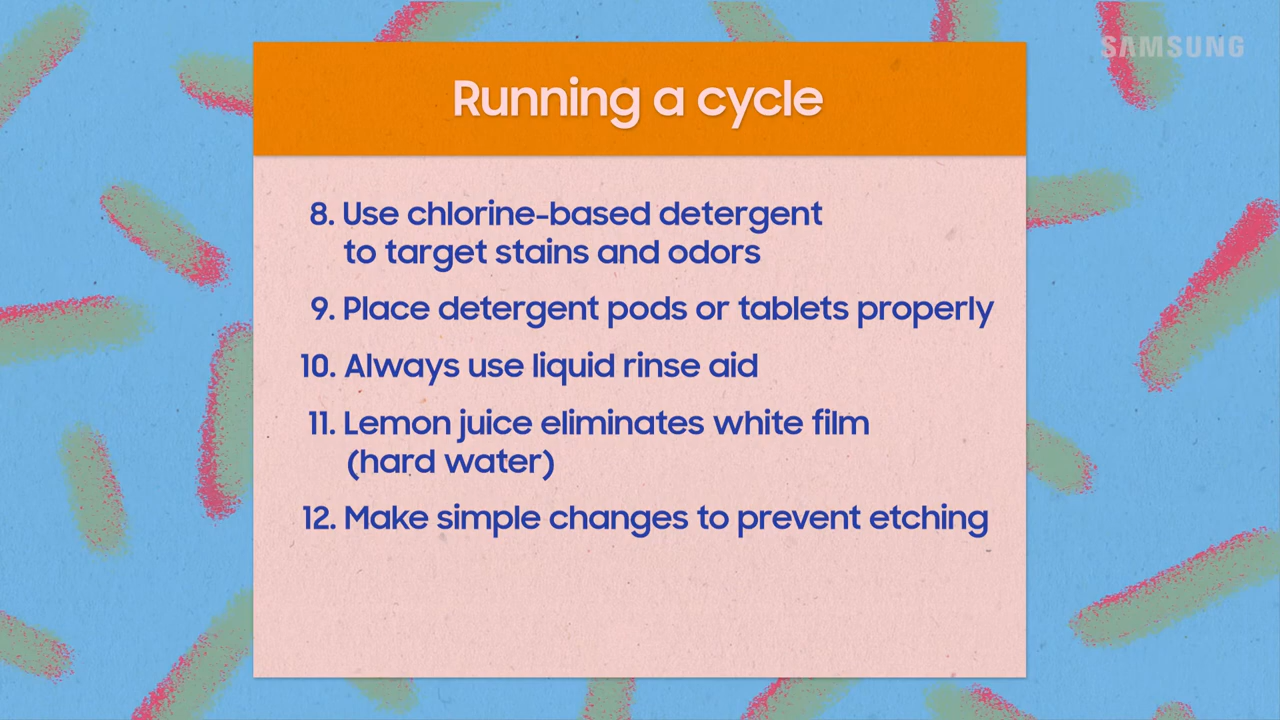 SAMSUNG
Running a cycle
8. Use chlorine-based detergent
to target stains and odors
9. Place detergent pods or tablets properly
10. Always use liquid rinse aid
11. Lemon juice eliminates white film
(hard water)
12. Make simple changes to prevent etching